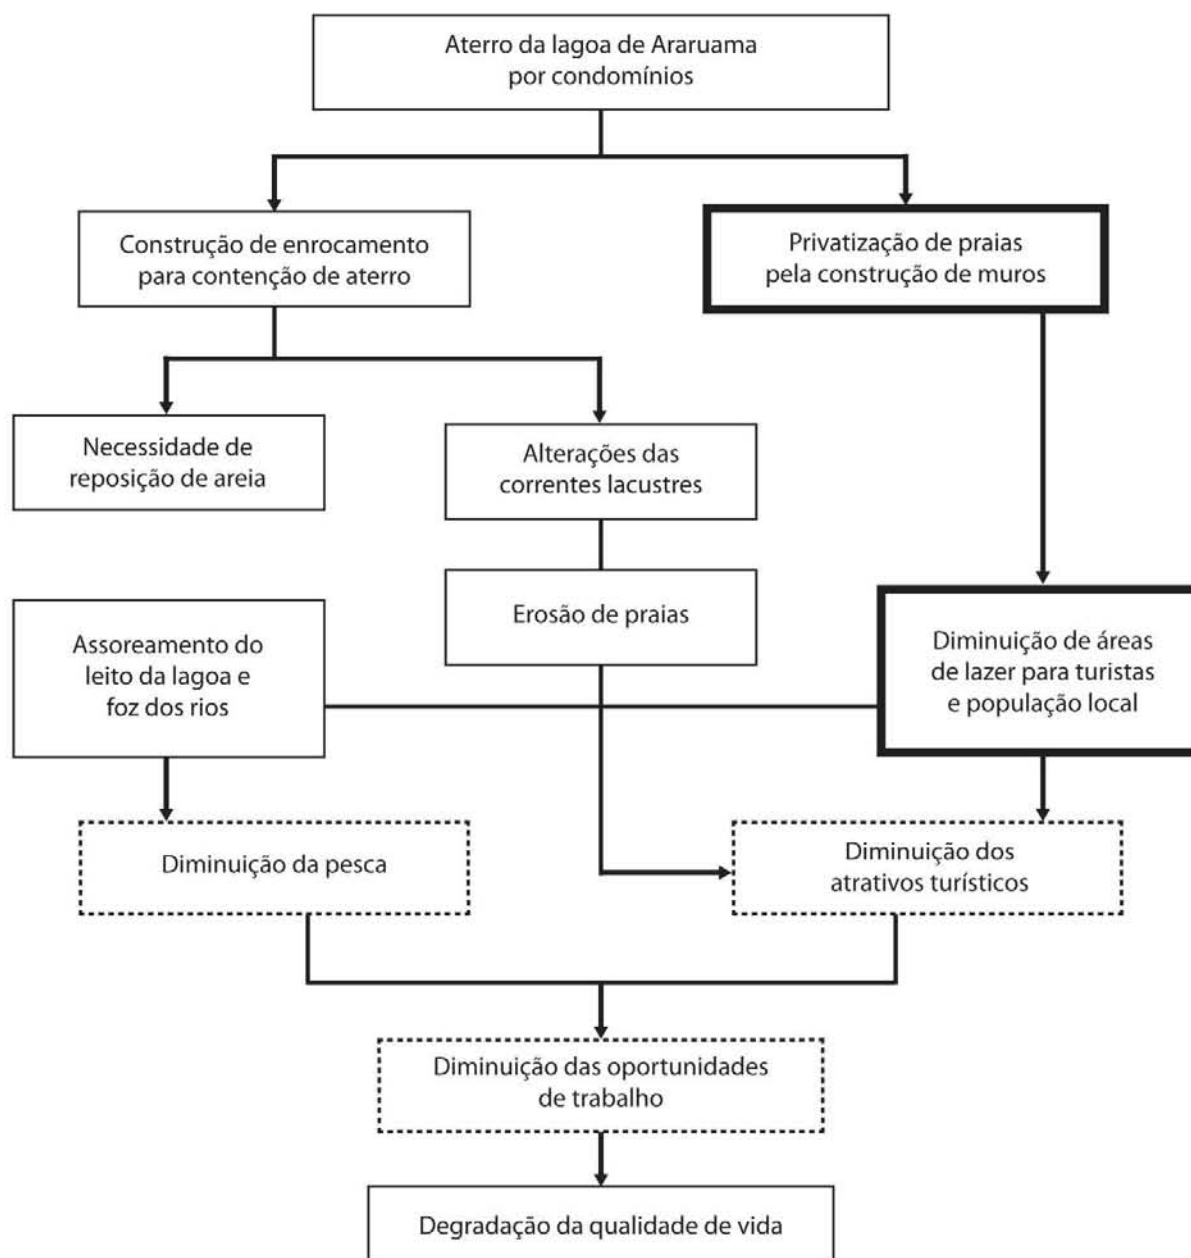 Aterro da lagoa de Araruama
por condomínios
Construção de enrocamento
para contenção de aterro
Privatização de praias
pela construção de muros
Necessidade de
reposição de areia
Alterações das
correntes lacustres
Erosão de praias
Assoreamento do
leito da lagoa e
foz dos rios
Diminuição de áreas
de lazer para turistas
e população local
Diminuição da pesca
Diminuição dos
atrativos turísticos
Diminuição das oportunidades
de trabalho
Degradação da qualidade de vida